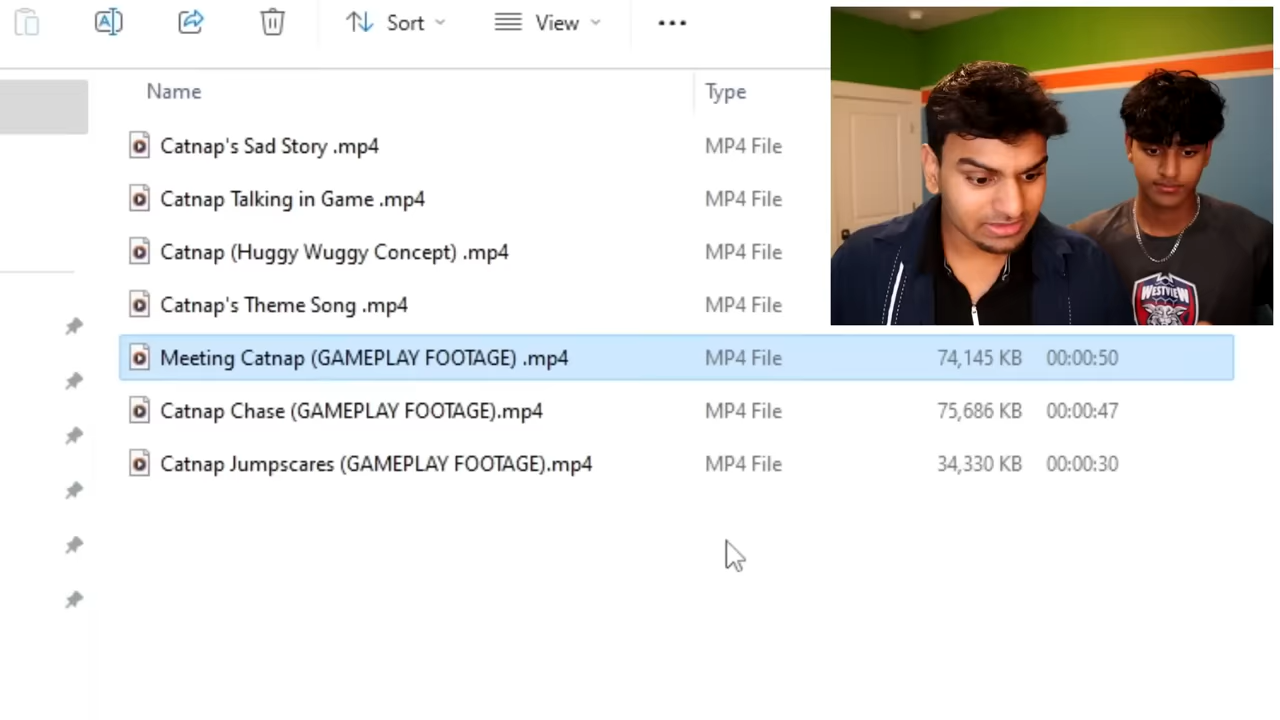 Sort View
Name Type
Catnap's Sad Story .mp4 MP4 File
Catnap Talking in Game .mp4 MP4 File
Catnap (Huggy Wuggy Concept) .mp4 MP4 File
Catnap's Theme Song .mp4 MP4 File
Meeting Catnap (GAMEPLAY FOOTAGE) .mp4 MP4 File 74,145 KB 00:00:50
Catnap Chase (GAMEPLAY FOOTAGE).mp4 MP4 File 75,686 KB 00:00:47
Catnap Jumpscares (GAMEPLAY FOOTAGE).mp4 MP4 File 34,330 KB 00:00:30
WESTVIEW